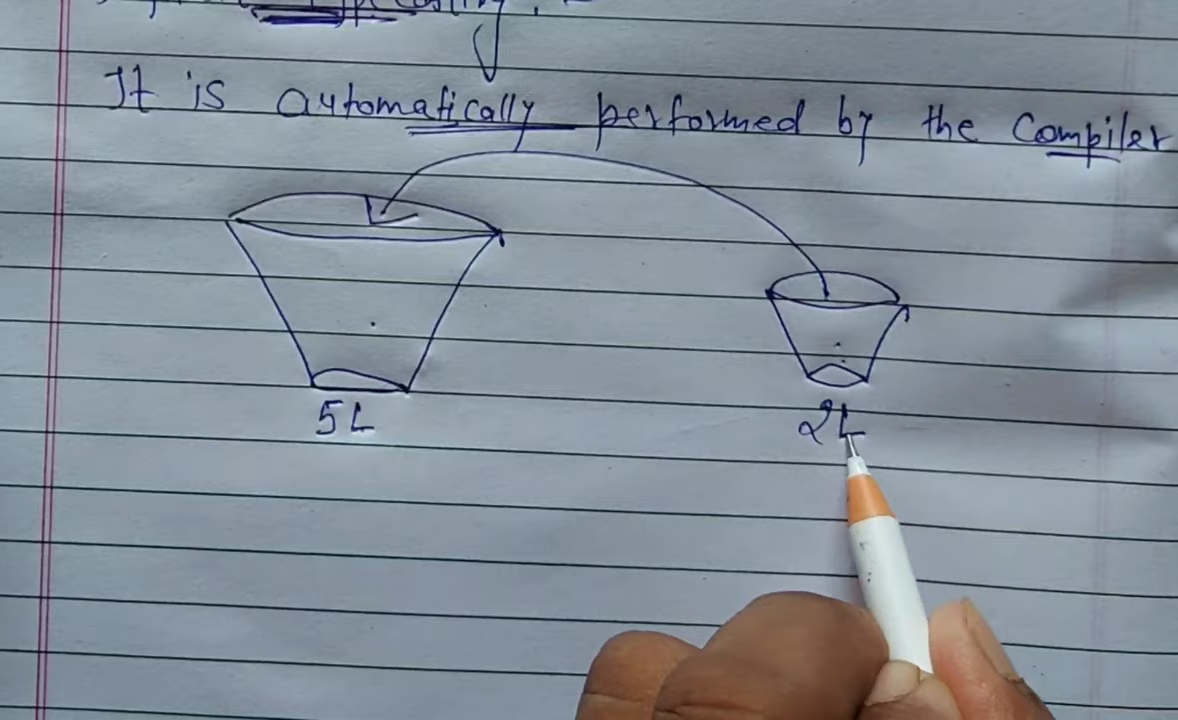 It is automatically performed by the Compiler
5L
2L